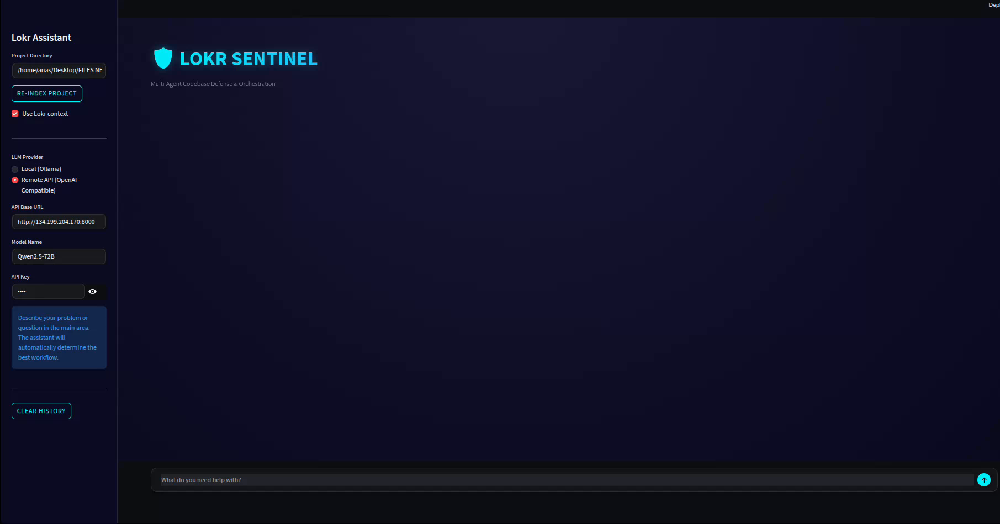 Lokr Assistant
Project Directory
/home/anas/Desktop/FILES NE
RE-INDEX PROJECT
Use Lokr context
LLM Provider
Local (Ollama)
Remote API (OpenAI-
Compatible)
API Base URL
http://134.199.204.170:8000
Model Name
Qwen2.5-72B
API Key
••••
Describe your problem or
question in the main area.
The assistant will
automatically determine the
best workflow.
CLEAR HISTORY
Depl
LOKR SENTINEL
Multi-Agent Codebase Defense & Orchestration
What do you need help with?